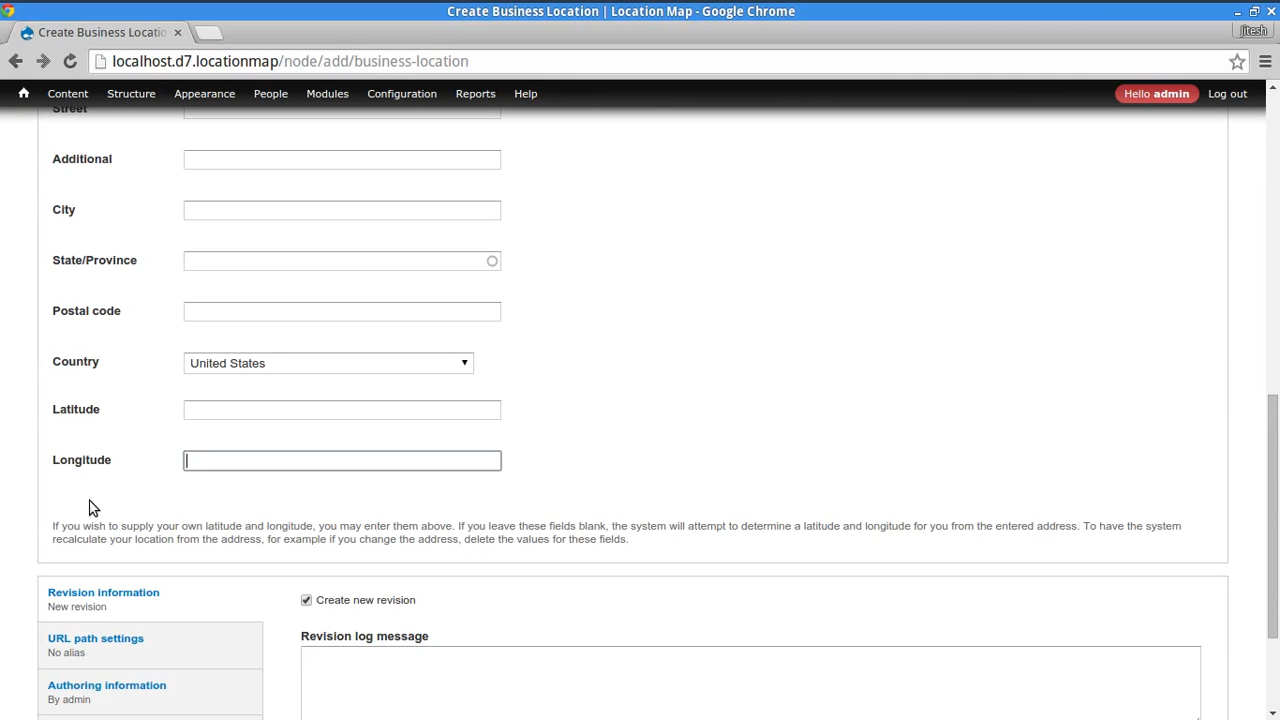 Create Business Location | Location Map - Google Chrome
Create Business Locatio
jitesh
localhost.d7.locationmap/node/add/business-location
Content Structure Appearance People Modules Configuration Reports Help Hello admin Log out
Street
Additional
City
State/Province
Postal code
Country United States
Latitude
Longitude
If you wish to supply your own latitude and longitude, you may enter them above. If you leave these fields blank, the system will attempt to determine a latitude and longitude for you from the entered address. To have the system
recalculate your location from the address, for example if you change the address, delete the values for these fields.
Revision information
New revision
Create new revision
URL path settings
No alias
Revision log message
Authoring information
By admin